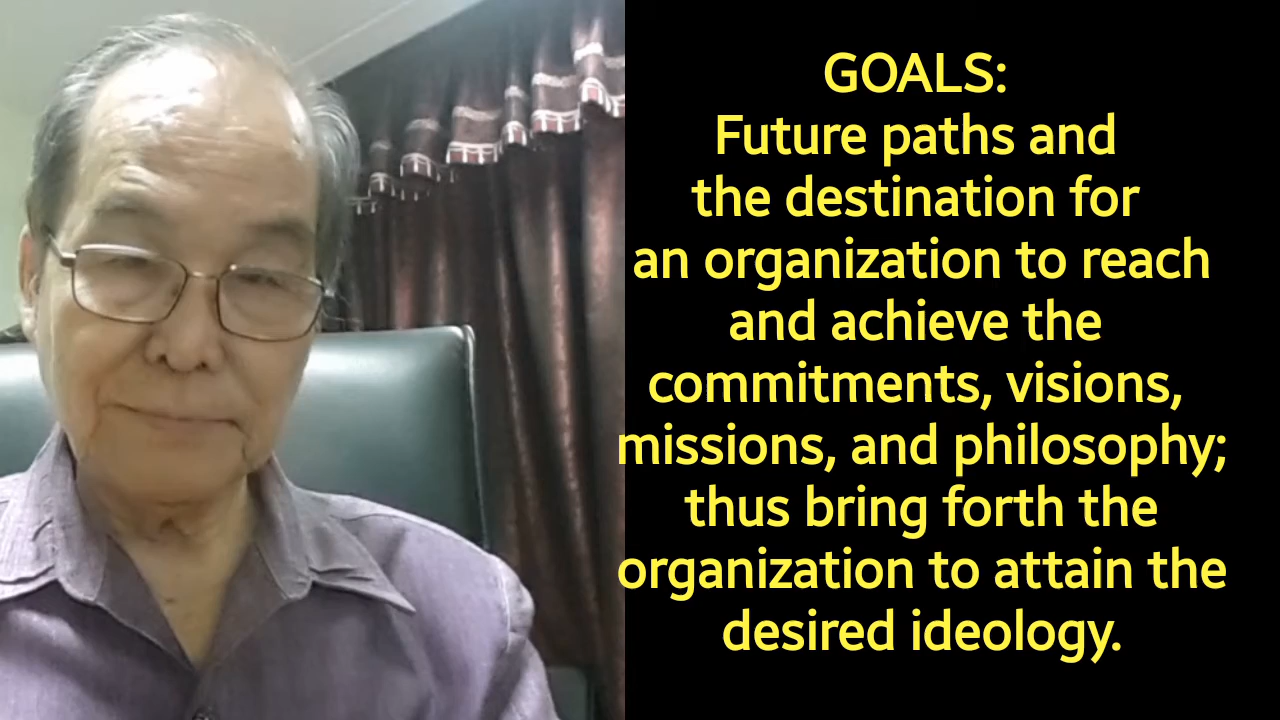 GOALS:
Future paths and
the destination for
an organization to reach
and achieve the
commitments, visions,
missions, and philosophy;
thus bring forth the
organization to attain the
desired ideology.